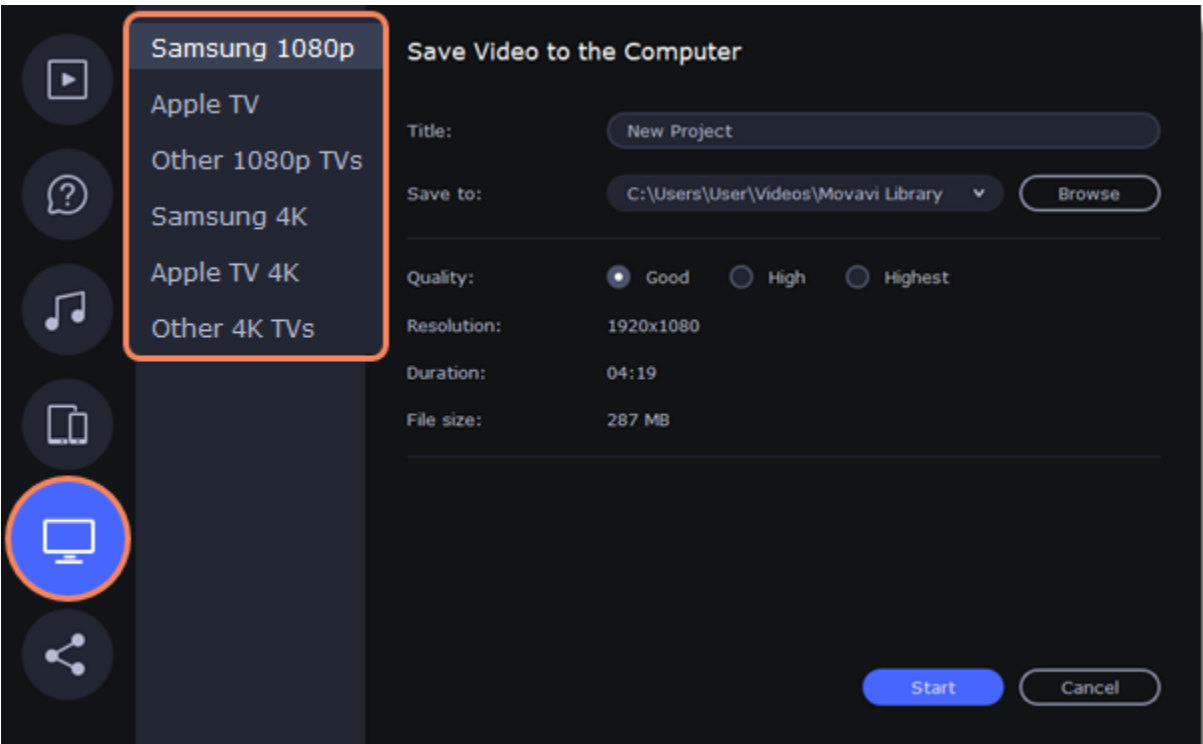 Samsung 1080p
Apple TV
Other 1080p TVs
Samsung 4K
Apple TV 4K
Other 4K TVs
Save Video to the Computer
Title: New Project
Save to: C:\Users\User\Videos\Movavi Library Browse
Quality: Good High Highest
Resolution: 1920x1080
Duration: 04:19
File size: 287 MB
Start Cancel